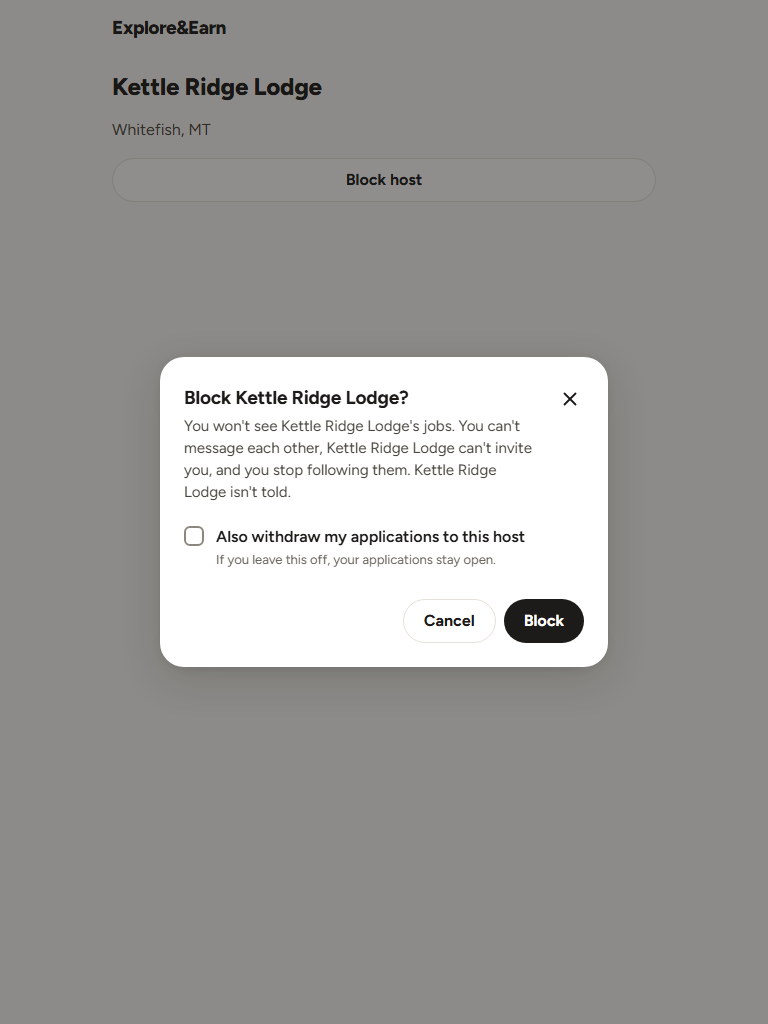 Explore&Earn
Kettle Ridge Lodge
Whitefish, MT
Block host
Block Kettle Ridge Lodge?
You won't see Kettle Ridge Lodge's jobs. You can't
message each other, Kettle Ridge Lodge can't invite
you, and you stop following them. Kettle Ridge
Lodge isn't told.
Also withdraw my applications to this host
If you leave this off, your applications stay open.
Cancel
Block